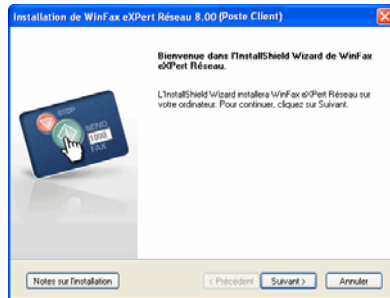 Installation de WinFax eXPert Réseau 8.00 (Poste Client)
Bienvenue dans l'InstallShield Wizard de WinFax
eXPert Réseau.
L'InstallShield Wizard installera WinFax eXPert Réseau sur
votre ordinateur. Pour continuer, cliquez sur Suivant.
STOP
SEND
1000
FAX
Notes sur l'installation
< Précédent
Suivant >
Annuler